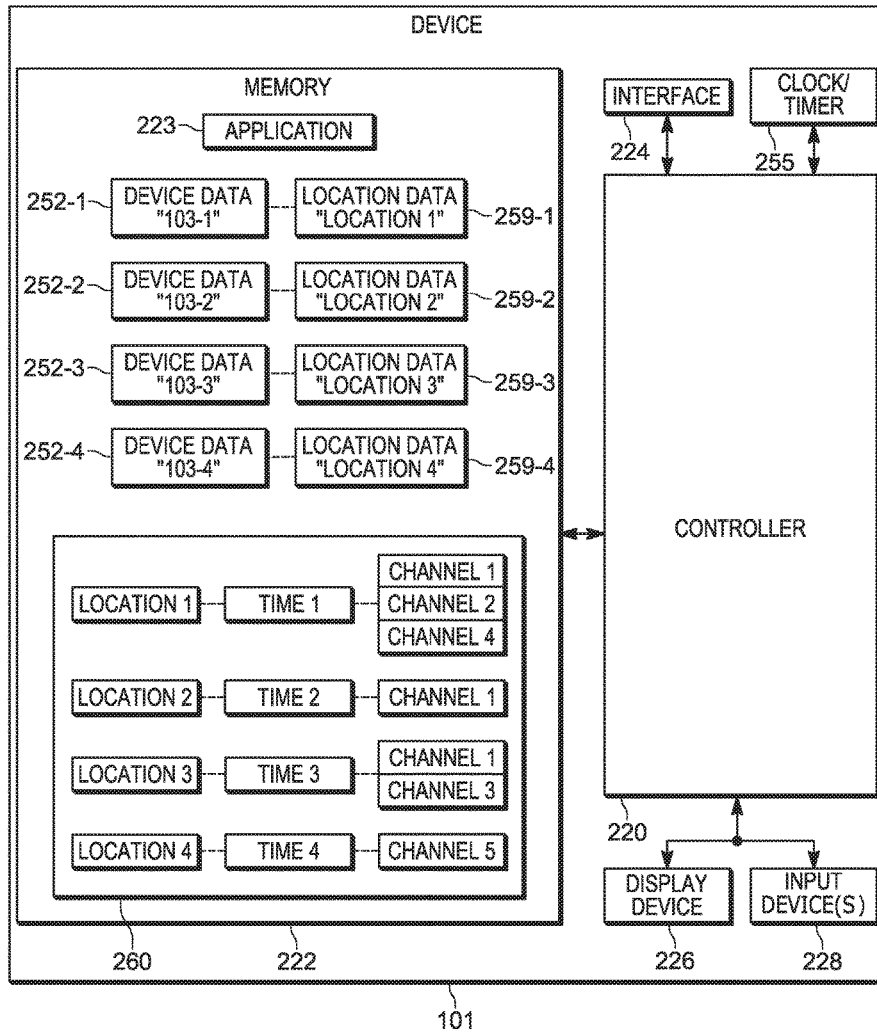 DEVICE
MEMORY
223
APPLICATION
252-1
DEVICE DATA
"103-1"
LOCATION DATA
"LOCATION 1"
259-1
252-2
DEVICE DATA
"103-2"
LOCATION DATA
"LOCATION 2"
259-2
252-3
DEVICE DATA
"103-3"
LOCATION DATA
"LOCATION 3"
259-3
252-4
DEVICE DATA
"103-4"
LOCATION DATA
"LOCATION 4"
259-4
LOCATION 1
TIME 1
CHANNEL 1
CHANNEL 2
CHANNEL 4
LOCATION 2
TIME 2
CHANNEL 1
LOCATION 3
TIME 3
CHANNEL 1
CHANNEL 3
LOCATION 4
TIME 4
CHANNEL 5
260
222
INTERFACE
224
CLOCK/
TIMER
255
CONTROLLER
220
DISPLAY
DEVICE
226
INPUT
DEVICE(S)
228
101